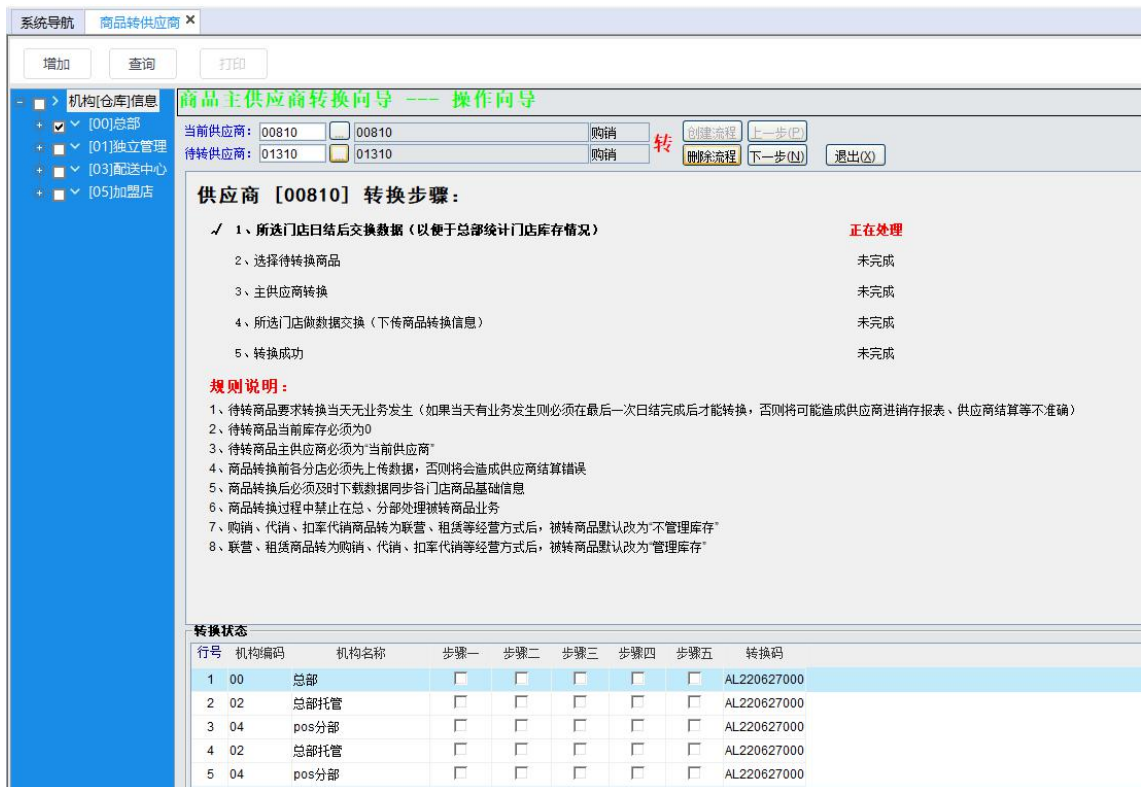 系统导航 商品转供应商 ×
增加 查询 打印
机构[仓库]信息
[00]总部
[01]独立管理
[03]配送中心
[05]加盟店
商品主供应商转换向导 --- 操作向导
当前供应商: 00810 ... 00810 购销 转 创建流程 上一步(P)
待转供应商: 01310 ... 01310 购销 删除流程 下一步(N) 退出(X)
供应商 [00810] 转换步骤:
✓ 1、所选门店日结后交换数据(以便于总部统计门店库存情况) 正在处理
2、选择待转换商品 未完成
3、主供应商转换 未完成
4、所选门店做数据交换(下传商品转换信息) 未完成
5、转换成功 未完成
规则说明:
1、待转商品要求转换当天无业务发生(如果当天有业务发生则必须在最后一次日结完成后才能转换,否则将可能造成供应商进销存报表、供应商结算等不准确)
2、待转商品当前库存必须为0
3、待转商品主供应商必须为“当前供应商”
4、商品转换前各分店必须先上传数据,否则将会造成供应商结算错误
5、商品转换后必须及时下载数据同步各门店商品基础信息
6、商品转换过程中禁止在总、分部处理被转商品业务
7、购销、代销、扣率代销商品转为联营、租赁等经营方式后,被转商品默认改为“不管理库存”
8、联营、租赁商品转为购销、代销、扣率代销等经营方式后,被转商品默认改为“管理库存”
转换状态
行号 机构编码 机构名称 步骤一 步骤二 步骤三 步骤四 步骤五 转换码
1 00 总部 AL220627000
2 02 总部托管 AL220627000
3 04 pos分部 AL220627000
4 02 总部托管 AL220627000
5 04 pos分部 AL220627000